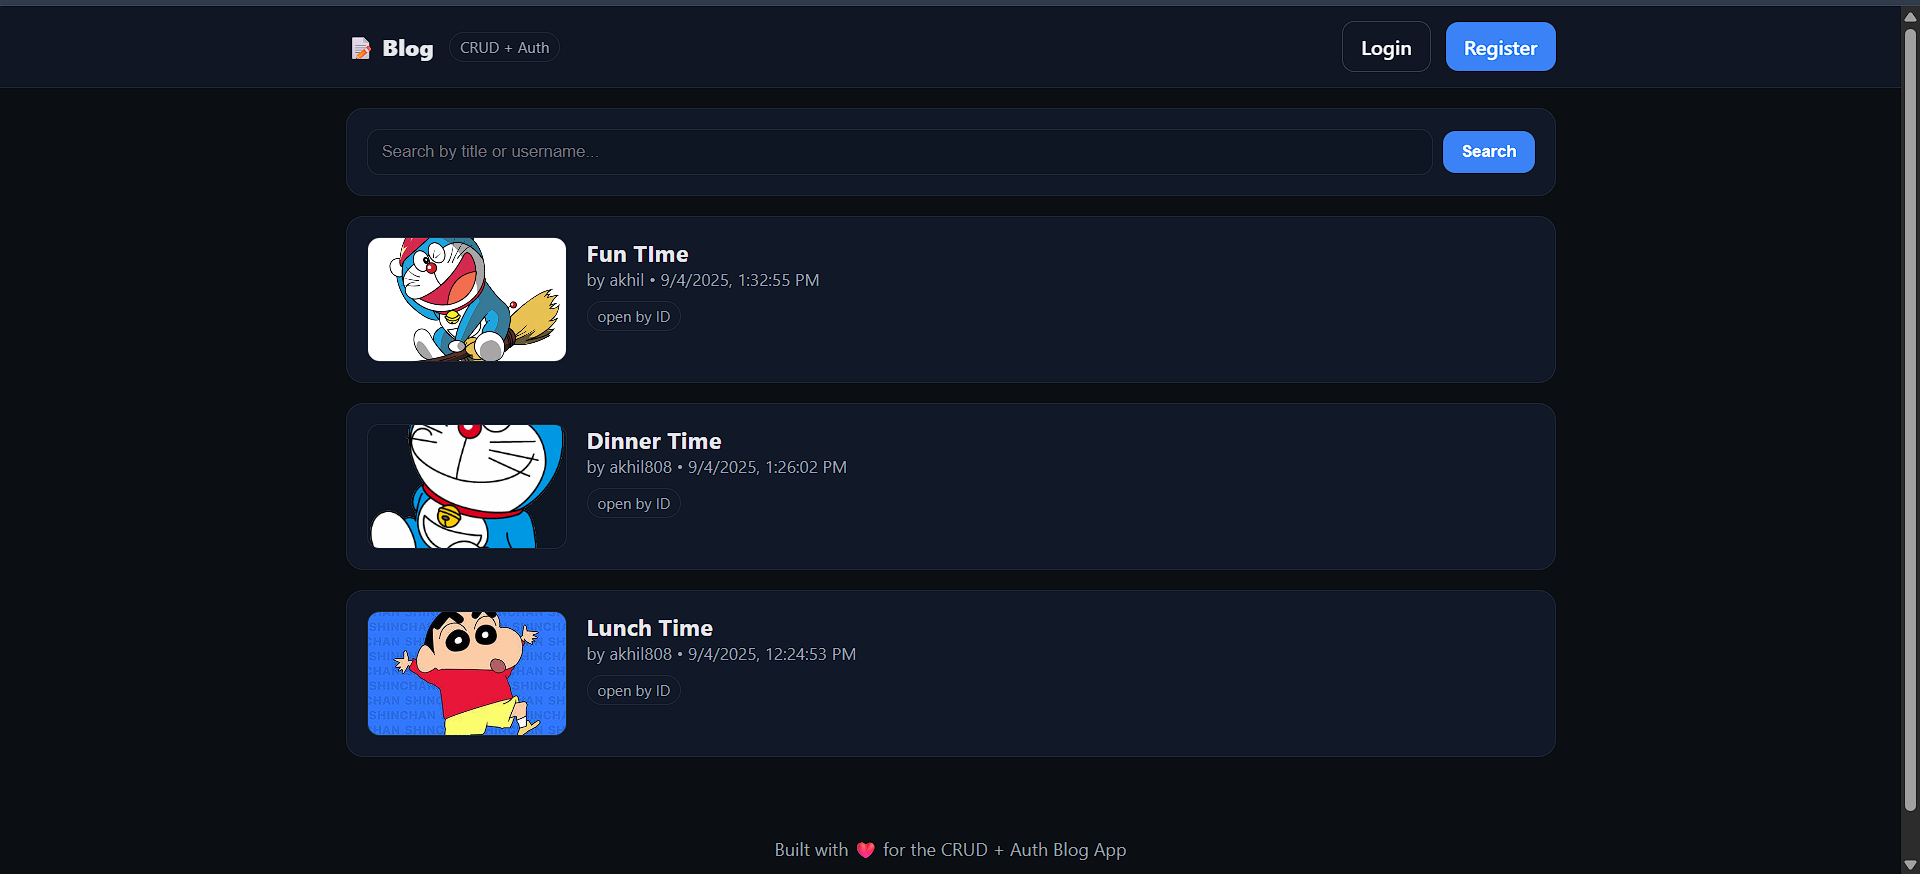 📝 Blog CRUD + Auth Login Register
Search by title or username... Search
Fun TIme
by akhil • 9/4/2025, 1:32:55 PM
open by ID
Dinner Time
by akhil808 • 9/4/2025, 1:26:02 PM
open by ID
Lunch Time
by akhil808 • 9/4/2025, 12:24:53 PM
open by ID
Built with ❤️ for the CRUD + Auth Blog App